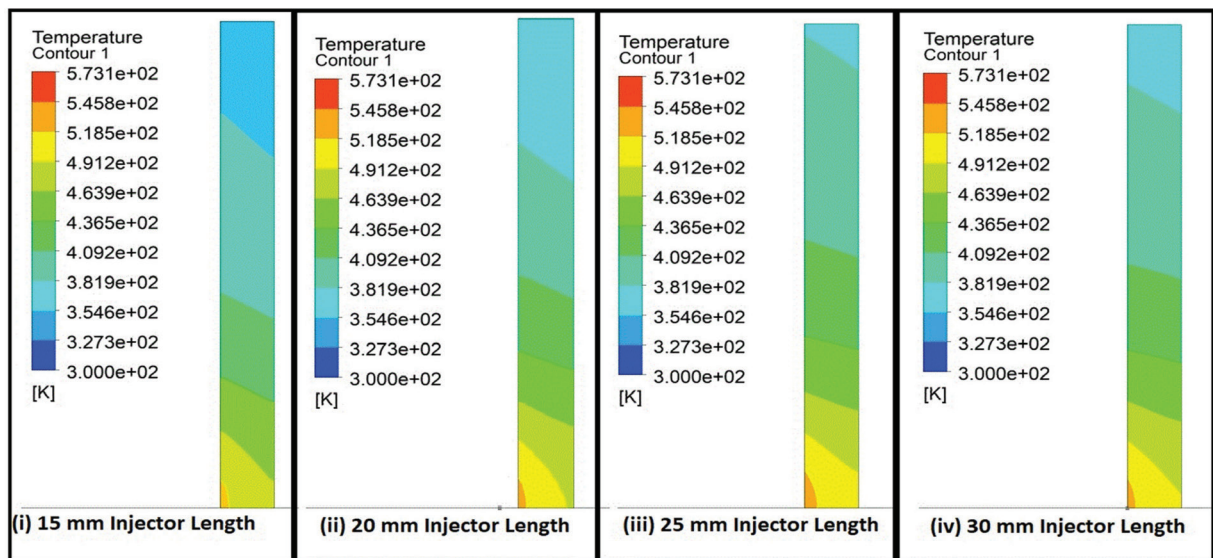 Temperature
Contour 1
5.731e+02
5.458e+02
5.185e+02
4.912e+02
4.639e+02
4.365e+02
4.092e+02
3.819e+02
3.546e+02
3.273e+02
3.000e+02
[K]
(i) 15 mm Injector Length
Temperature
Contour 1
5.731e+02
5.458e+02
5.185e+02
4.912e+02
4.639e+02
4.365e+02
4.092e+02
3.819e+02
3.546e+02
3.273e+02
3.000e+02
[K]
(ii) 20 mm Injector Length
Temperature
Contour 1
5.731e+02
5.458e+02
5.185e+02
4.912e+02
4.639e+02
4.365e+02
4.092e+02
3.819e+02
3.546e+02
3.273e+02
3.000e+02
[K]
(iii) 25 mm Injector Length
Temperature
Contour 1
5.731e+02
5.458e+02
5.185e+02
4.912e+02
4.639e+02
4.365e+02
4.092e+02
3.819e+02
3.546e+02
3.273e+02
3.000e+02
[K]
(iv) 30 mm Injector Length